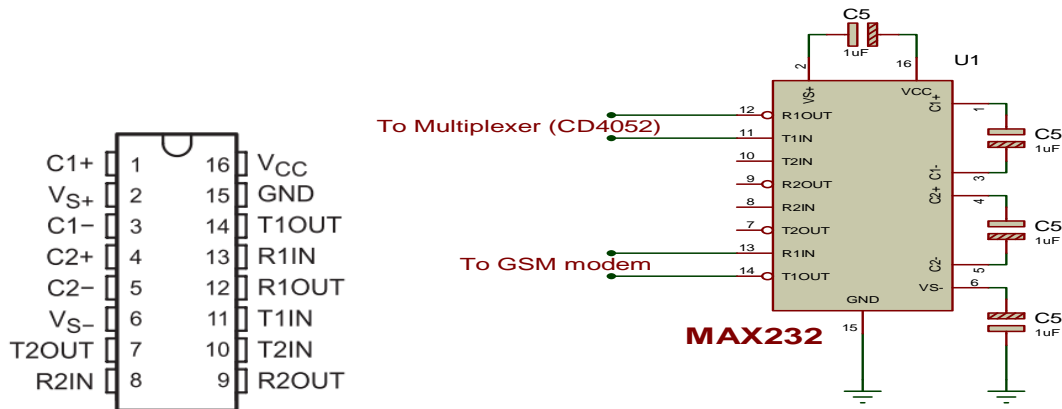 C1+ 1 16 VCC
VS+ 2 15 GND
C1− 3 14 T1OUT
C2+ 4 13 R1IN
C2− 5 12 R1OUT
VS− 6 11 T1IN
T2OUT 7 10 T2IN
R2IN 8 9 R2OUT
C5
1uF
2
16
U1
VS+
VCC
To Multiplexer (CD4052)
12 R1OUT
11 T1IN
10 T2IN
9 R2OUT
8 R2IN
7 T2OUT
To GSM modem
13 R1IN
14 T1OUT
C1+ 1
C5
1uF
C1- 3
C2+ 4
C5
1uF
C2- 5
VS- 6
C5
1uF
GND
15
MAX232